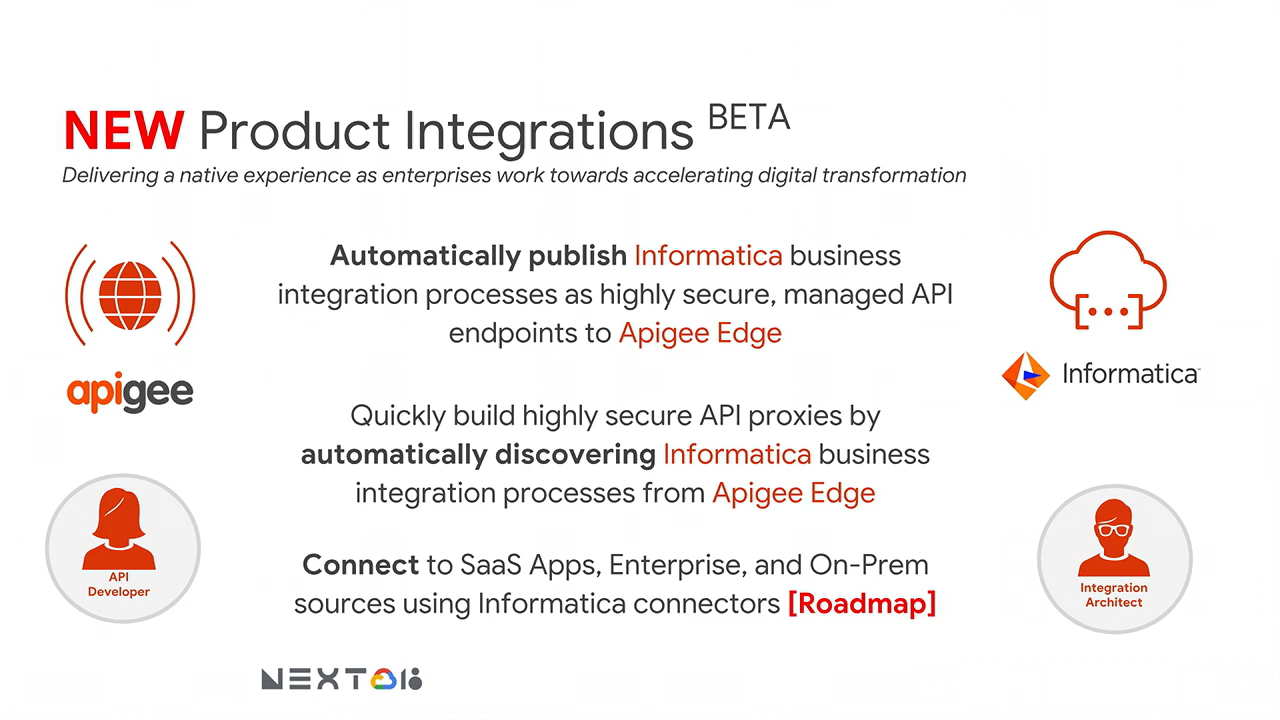 NEW Product Integrations BETA
Delivering a native experience as enterprises work towards accelerating digital transformation
Automatically publish Informatica business
integration processes as highly secure, managed API
endpoints to Apigee Edge
apigee
Informatica
Quickly build highly secure API proxies by
automatically discovering Informatica business
integration processes from Apigee Edge
API
Developer
Integration
Architect
Connect to SaaS Apps, Enterprise, and On-Prem
sources using Informatica connectors [Roadmap]
NEXT 18